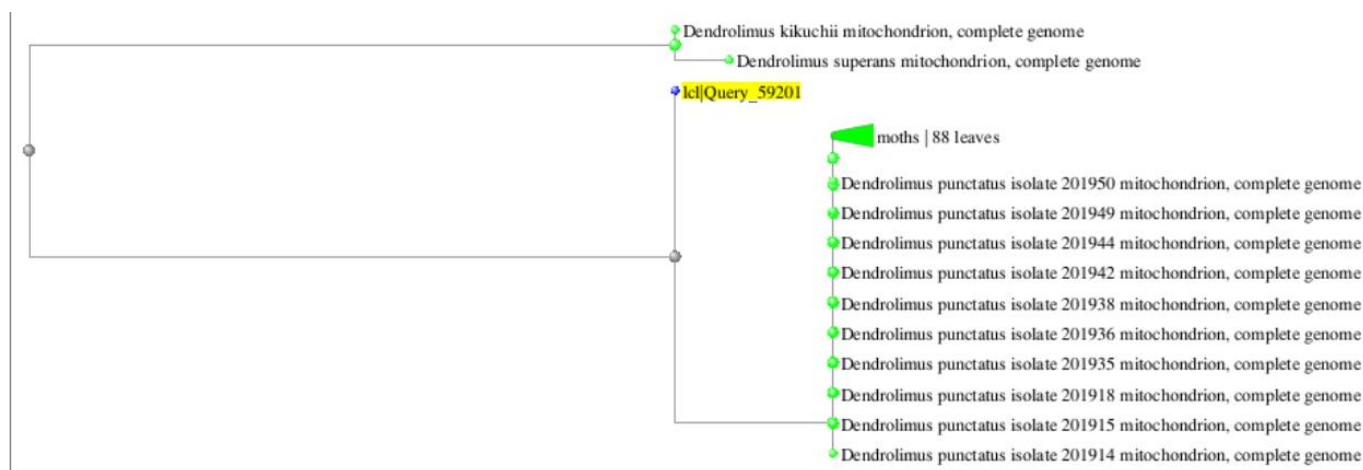 Dendrolimus kikuchii mitochondrion, complete genome
Dendrolimus superans mitochondrion, complete genome
lcl|Query_59201
moths | 88 leaves
Dendrolimus punctatus isolate 201950 mitochondrion, complete genome
Dendrolimus punctatus isolate 201949 mitochondrion, complete genome
Dendrolimus punctatus isolate 201944 mitochondrion, complete genome
Dendrolimus punctatus isolate 201942 mitochondrion, complete genome
Dendrolimus punctatus isolate 201938 mitochondrion, complete genome
Dendrolimus punctatus isolate 201936 mitochondrion, complete genome
Dendrolimus punctatus isolate 201935 mitochondrion, complete genome
Dendrolimus punctatus isolate 201918 mitochondrion, complete genome
Dendrolimus punctatus isolate 201915 mitochondrion, complete genome
Dendrolimus punctatus isolate 201914 mitochondrion, complete genome